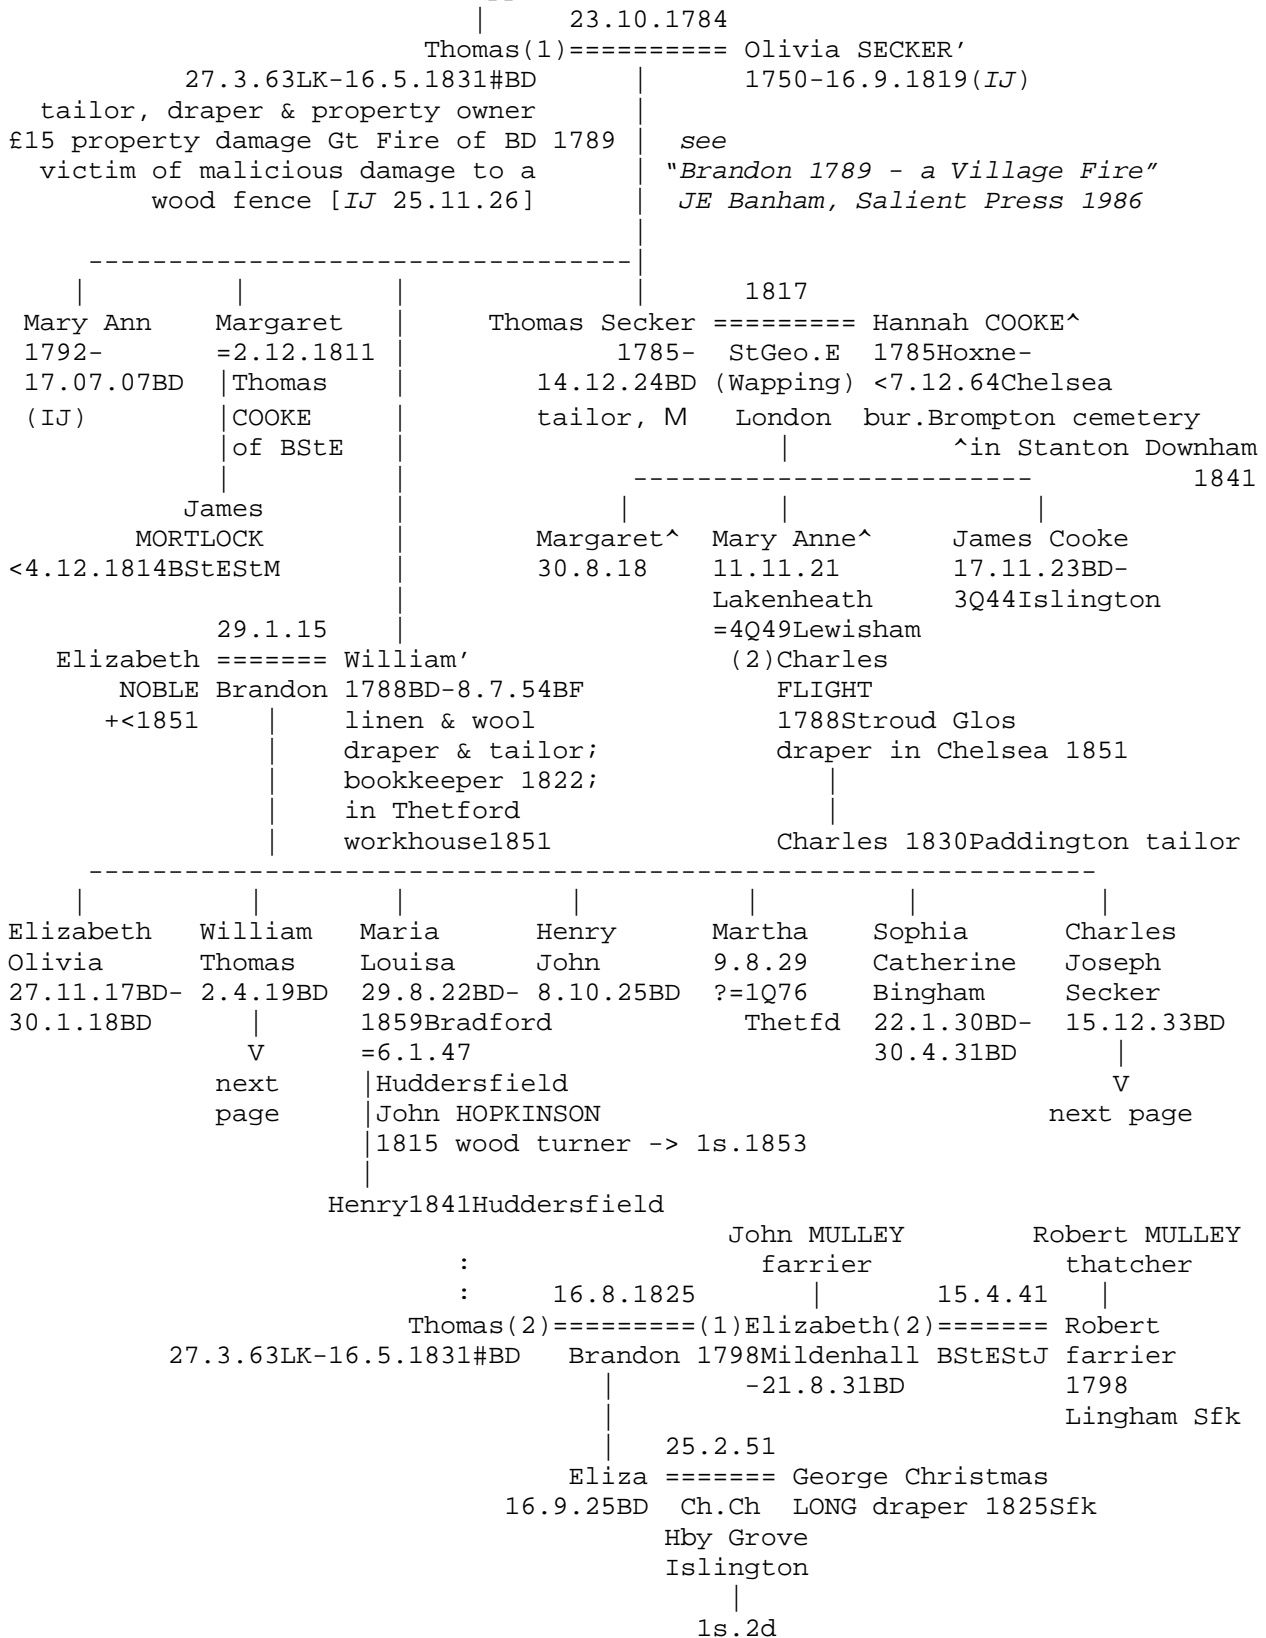 23.10.1784
Thomas(1)========== Olivia SECKER’
27.3.63LK-16.5.1831#BD | 1750-16.9.1819(IJ)
tailor, draper & property owner |
£15 property damage Gt Fire of BD 1789 | see
victim of malicious damage to a | “Brandon 1789 - a Village Fire”
wood fence [IJ 25.11.26] | JE Banham, Salient Press 1986
1817
Mary Ann Margaret | Thomas Secker ========= Hannah COOKE^
1792- =2.12.1811 | 1785- StGeo.E 1785Hoxne-
17.07.07BD |Thomas | 14.12.24BD (Wapping) <7.12.64Chelsea
(IJ) |COOKE | tailor, M London bur.Brompton cemetery
|of BStE | | ^in Stanton Downham
1841
James
MORTLOCK | Margaret^ Mary Anne^ James Cooke
<4.12.1814BStEStM | 30.8.18 11.11.21 17.11.23BD-
Lakenheath 3Q44Islington
29.1.15 | =4Q49Lewisham
Elizabeth ======= William’ (2)Charles
NOBLE Brandon 1788BD-8.7.54BF FLIGHT
+<1851 | linen & wool 1788Stroud Glos
| draper & tailor; draper in Chelsea 1851
| bookkeeper 1822; |
| in Thetford |
| workhouse1851 Charles 1830Paddington tailor
Elizabeth William Maria Henry Martha Sophia Charles
Olivia Thomas Louisa John 9.8.29 Catherine Joseph
27.11.17BD- 2.4.19BD 29.8.22BD- 8.10.25BD ?=1Q76 Bingham Secker
30.1.18BD | 1859Bradford Thetfd 22.1.30BD- 15.12.33BD
V =6.1.47 30.4.31BD |
next |Huddersfield V
page |John HOPKINSON next page
|1815 wood turner -> 1s.1853
Henry1841Huddersfield
John MULLEY Robert MULLEY
: farrier thatcher
: 16.8.1825 | 15.4.41 |
Thomas(2)=========(1)Elizabeth(2)======= Robert
27.3.63LK-16.5.1831#BD Brandon 1798Mildenhall BStEStJ farrier
| -21.8.31BD 1798
| Lingham Sfk
| 25.2.51
Eliza ======= George Christmas
16.9.25BD Ch.Ch LONG draper 1825Sfk
Hby Grove
Islington
1s.2d